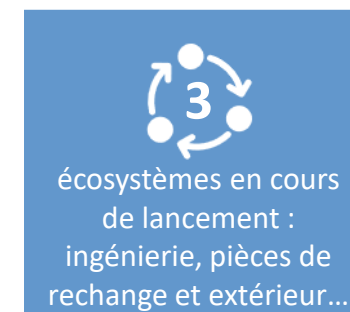 3
écosystèmes en cours
de lancement :
ingénierie, pièces de
rechange et extérieur…